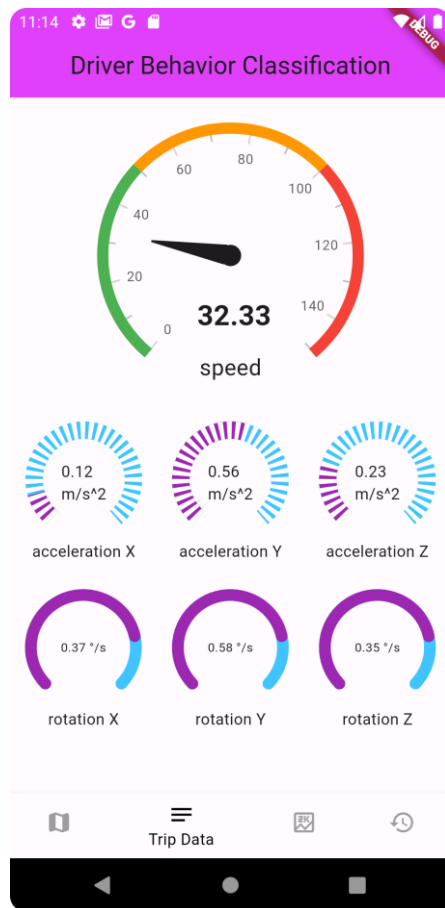 11:14 G
DEBUG
Driver Behavior Classification
60 80
100
40
120
20
140
0
32.33
speed
0.12 0.56 0.23
m/s^2 m/s^2 m/s^2
acceleration X acceleration Y acceleration Z
0.37 °/s 0.58 °/s 0.35 °/s
rotation X rotation Y rotation Z
Trip Data